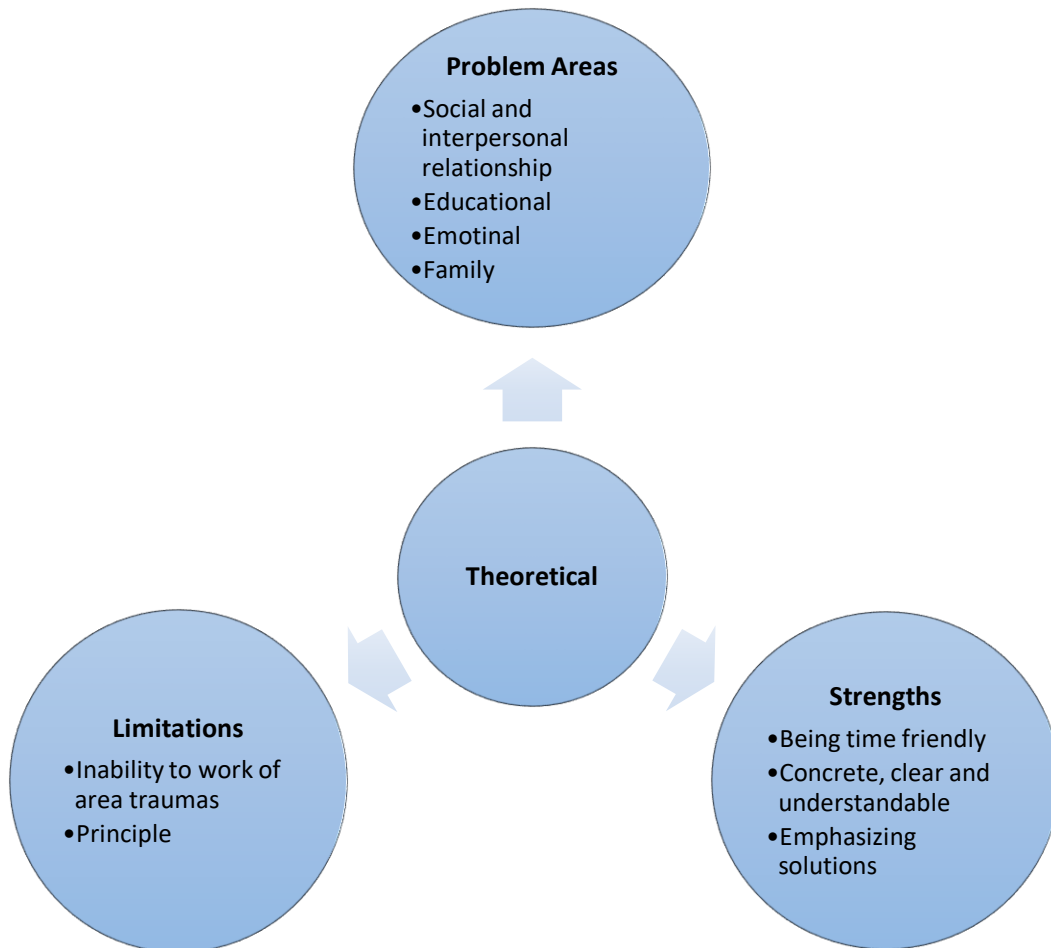 Problem Areas
•Social and
interpersonal
relationship
•Educational
•Emotinal
•Family
Theoretical
Limitations
•Inability to work of
area traumas
•Principle
Strengths
•Being time friendly
•Concrete, clear and
understandable
•Emphasizing
solutions